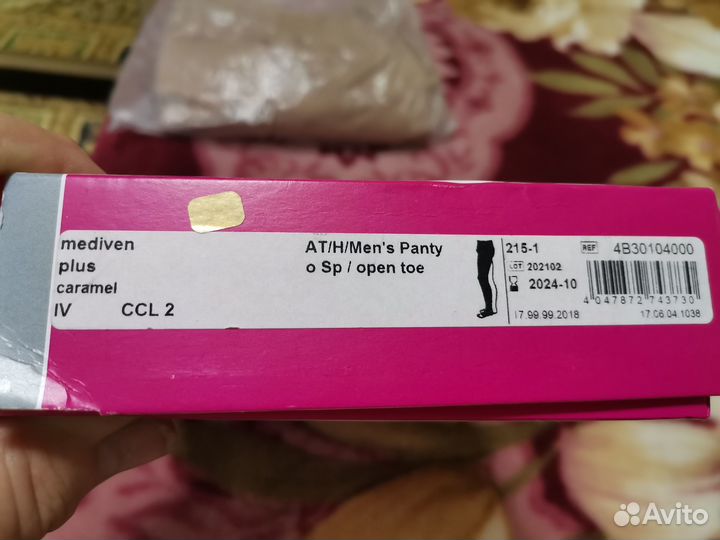 mediven
plus
caramel
IV CCL 2
AT/H/Men's Panty
o Sp / open toe
215-1
LOT 202102
2024-10
17.99.99.2018
REF 4B30104000
4 047872 743730
17.06.04.1038
Avito